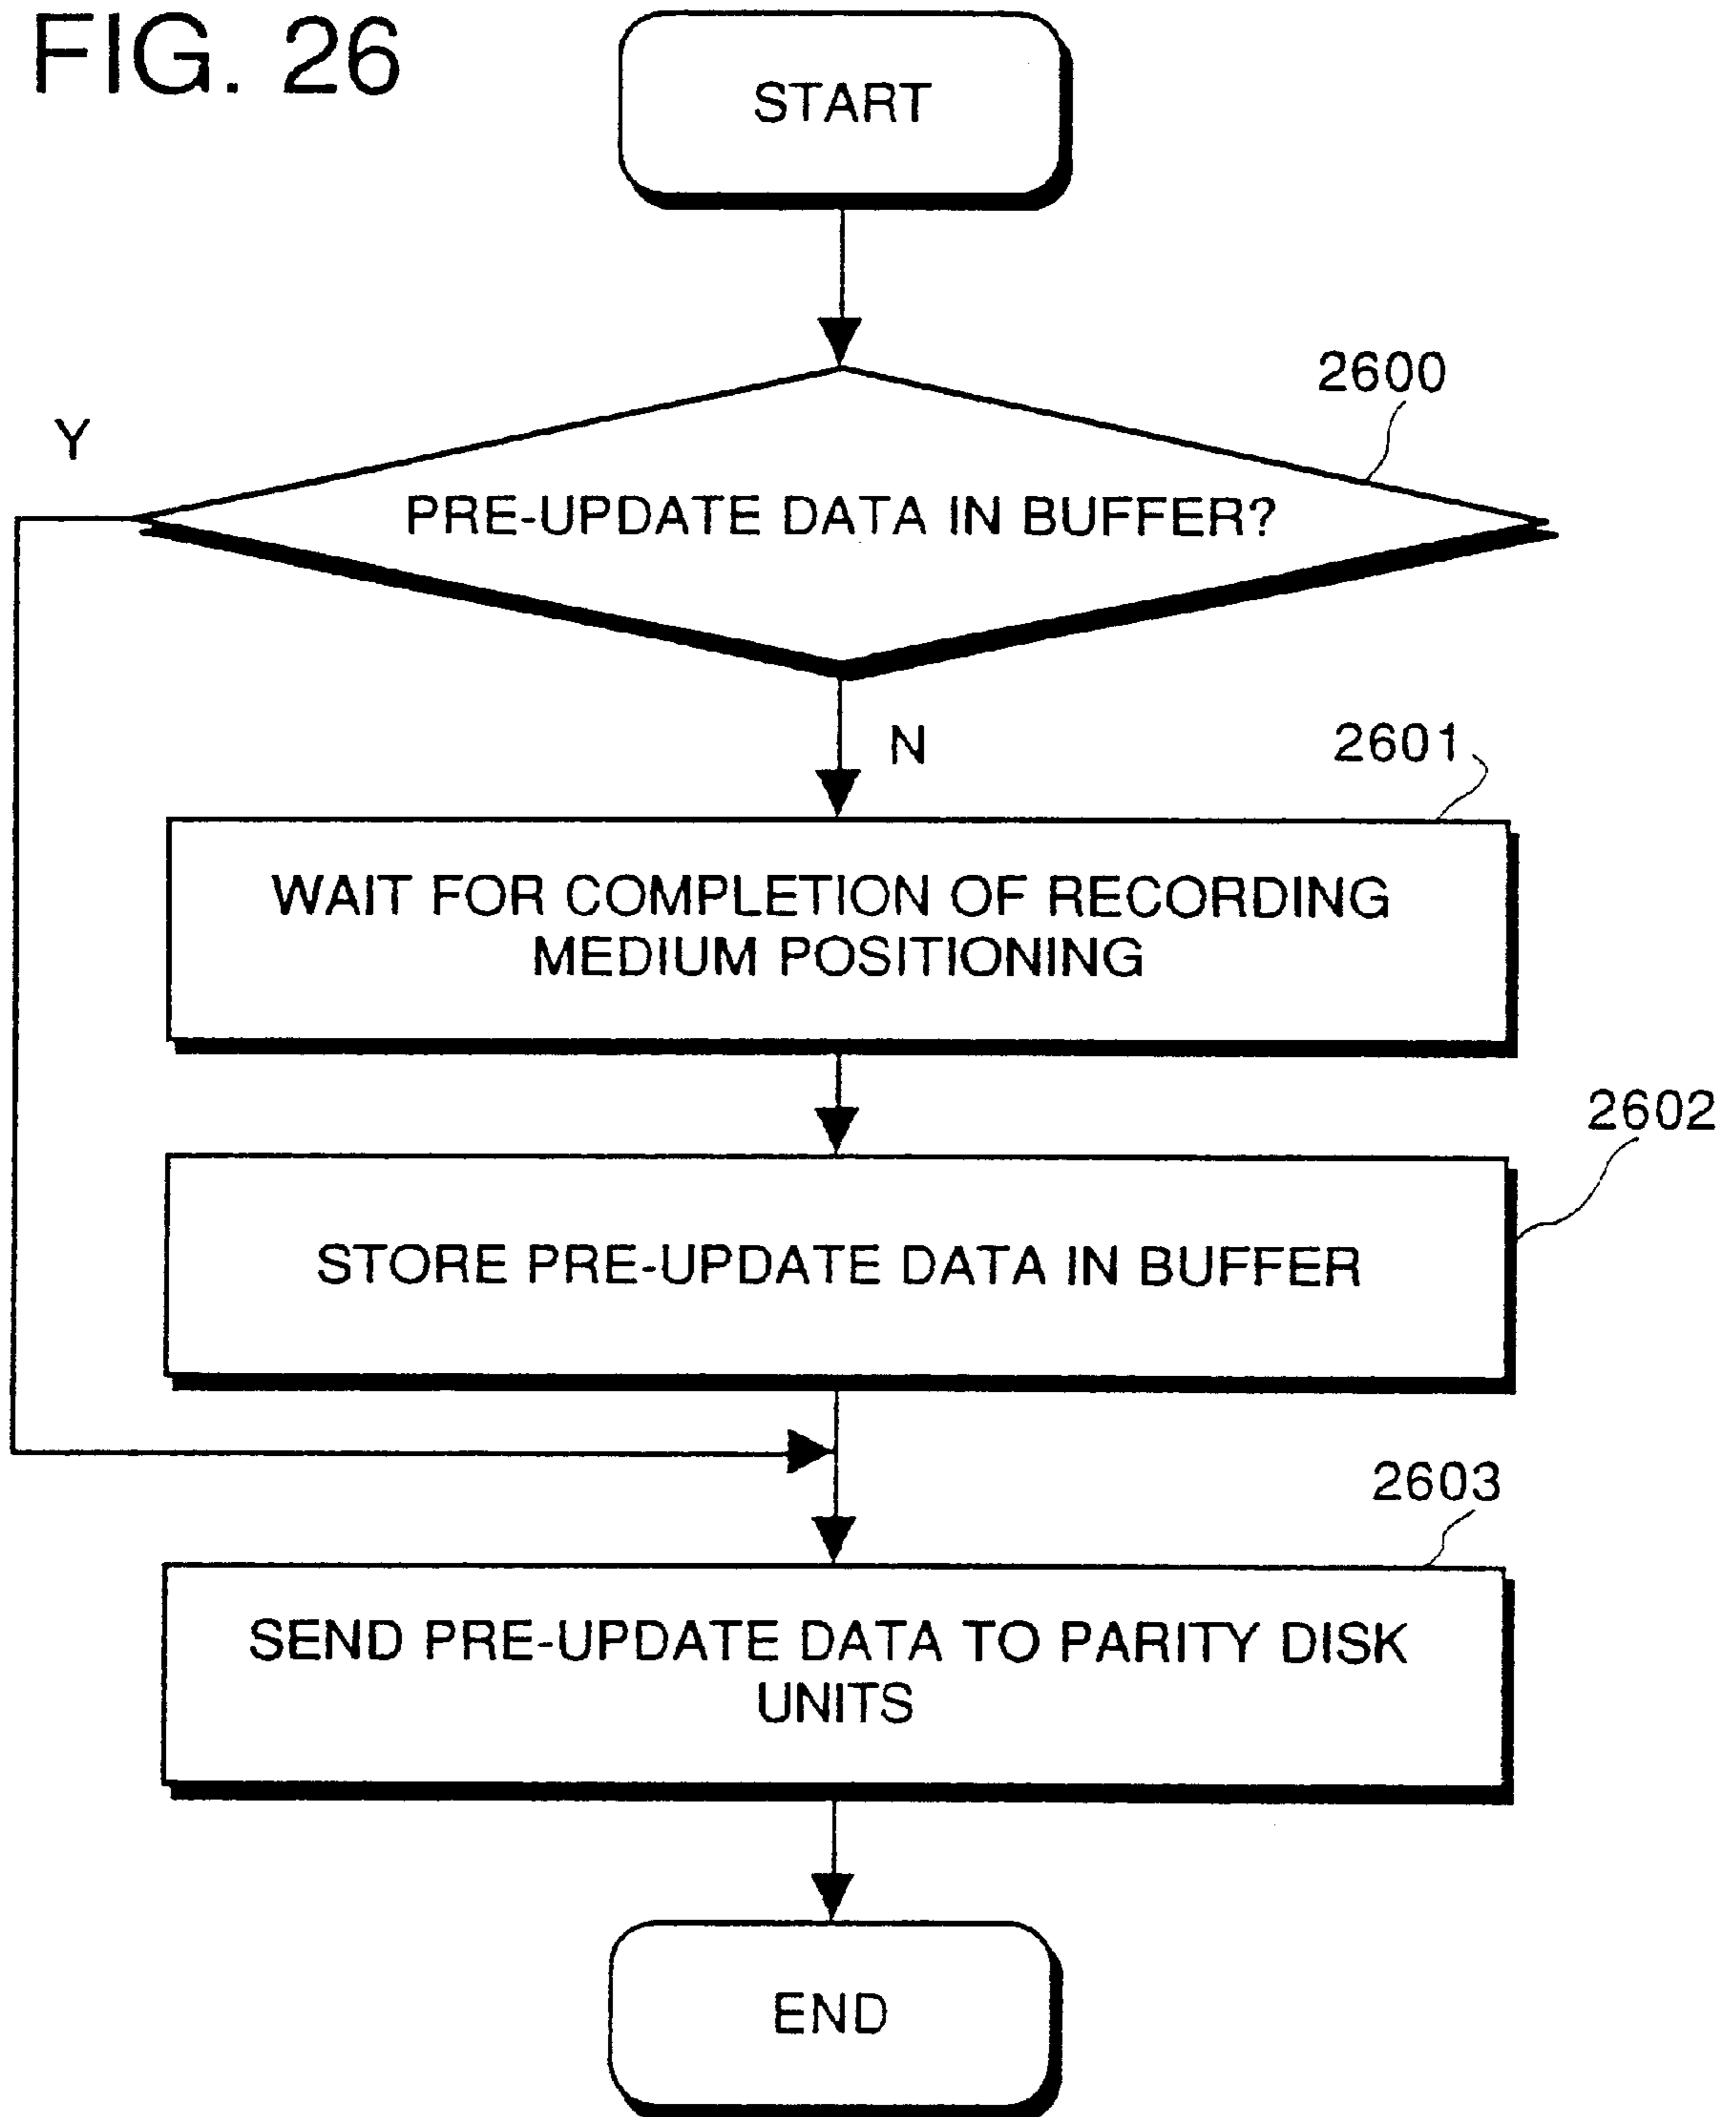 FIG. 26
START
2600
Y
PRE-UPDATE DATA IN BUFFER?
N
2601
WAIT FOR COMPLETION OF RECORDING
MEDIUM POSITIONING
2602
STORE PRE-UPDATE DATA IN BUFFER
2603
SEND PRE-UPDATE DATA TO PARITY DISK
UNITS
END